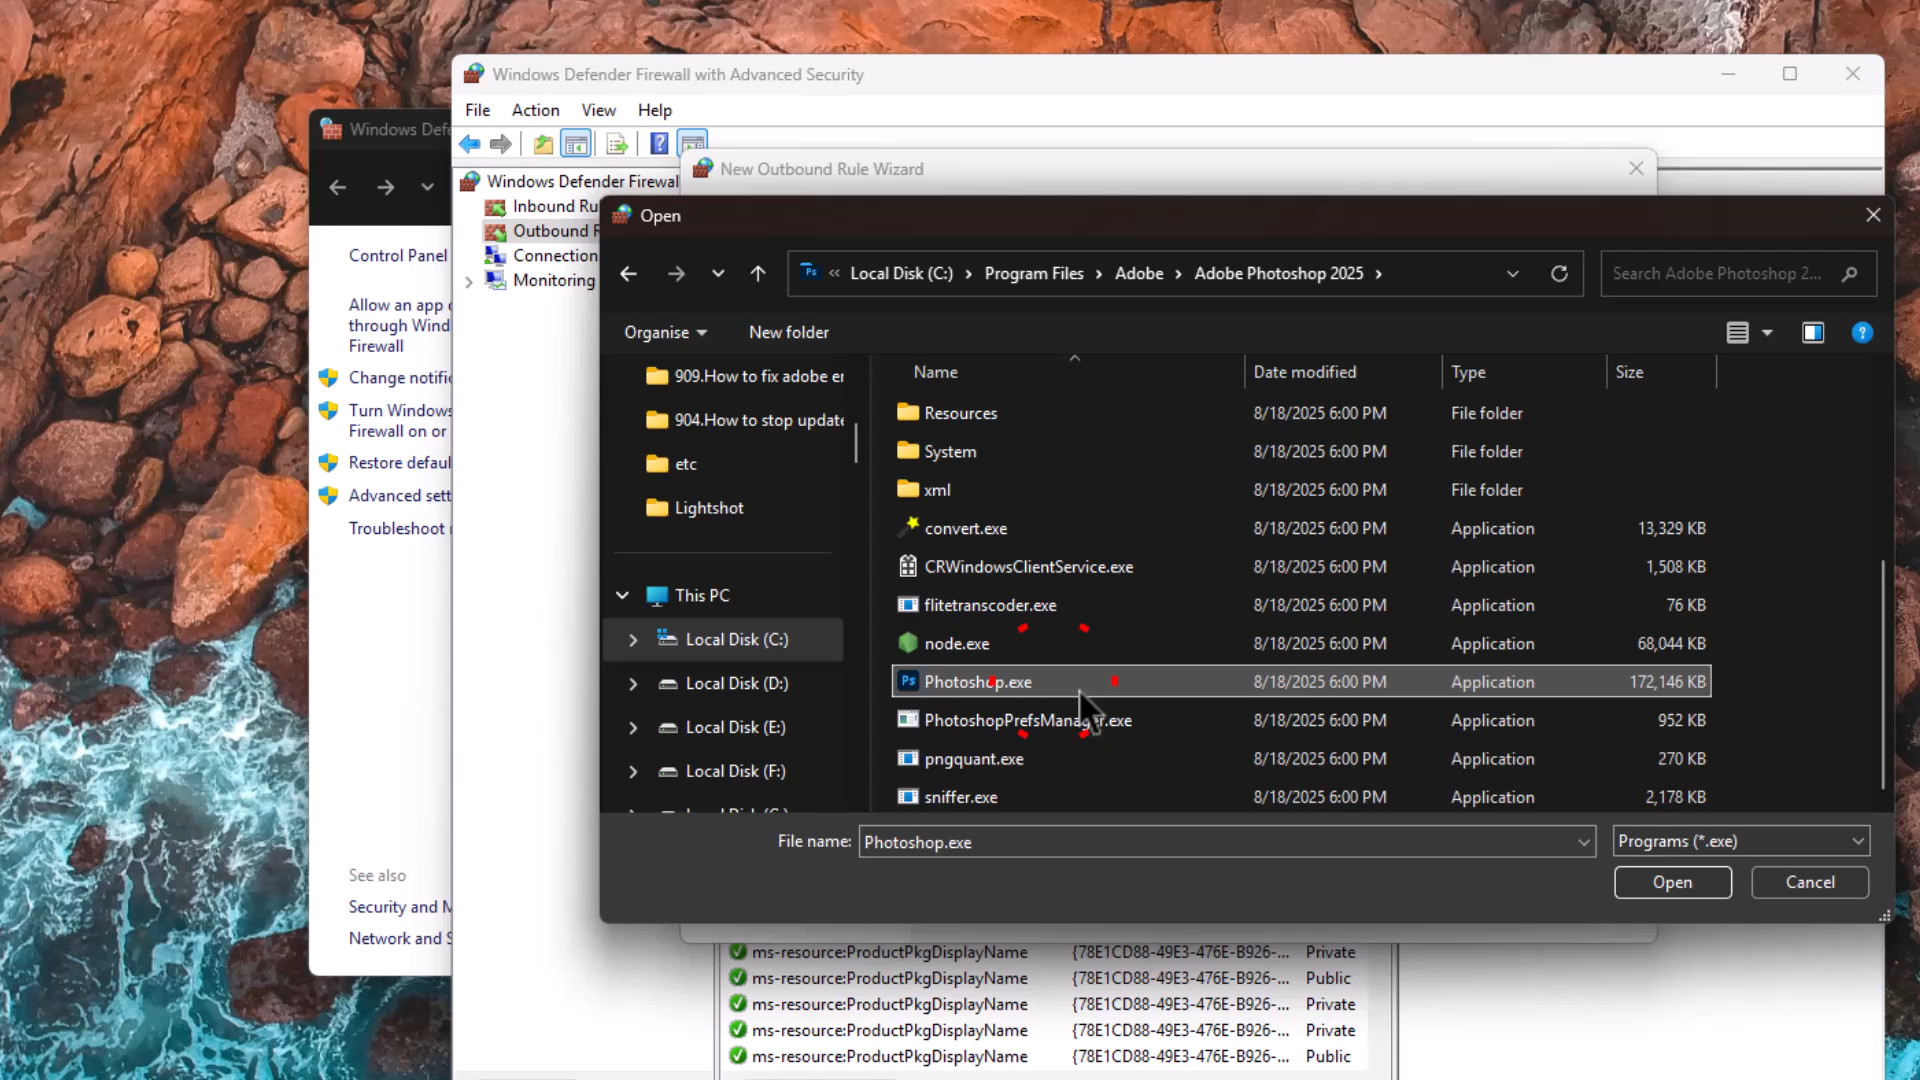 Windows Defender Firewall with Advanced Security
File Action View Help
Windows Defe
New Outbound Rule Wizard
Windows Defender Firewal
Inbound Ru
Outbound R
Connection
Monitoring
Control Panel
Allow an app
through Wind
Firewall
Change notific
Turn Windows
Firewall on or
Restore defaul
Advanced sett
Troubleshoot
See also
Security and M
Network and S
Open
Local Disk (C:) Program Files Adobe Adobe Photoshop 2025
Search Adobe Photoshop 2...
Organise New folder
909.How to fix adobe er
904.How to stop update
etc
Lightshot
This PC
Local Disk (C:)
Local Disk (D:)
Local Disk (E:)
Local Disk (F:)
Name Date modified Type Size
Resources 8/18/2025 6:00 PM File folder
System 8/18/2025 6:00 PM File folder
xml 8/18/2025 6:00 PM File folder
convert.exe 8/18/2025 6:00 PM Application 13,329 KB
CRWindowsClientService.exe 8/18/2025 6:00 PM Application 1,508 KB
flitetranscoder.exe 8/18/2025 6:00 PM Application 76 KB
node.exe 8/18/2025 6:00 PM Application 68,044 KB
Photoshop.exe 8/18/2025 6:00 PM Application 172,146 KB
PhotoshopPrefsManager.exe 8/18/2025 6:00 PM Application 952 KB
pngquant.exe 8/18/2025 6:00 PM Application 270 KB
sniffer.exe 8/18/2025 6:00 PM Application 2,178 KB
File name: Photoshop.exe Programs (*.exe)
Open Cancel
ms-resource:ProductPkgDisplayName {78E1CD88-49E3-476E-B926-... Private
ms-resource:ProductPkgDisplayName {78E1CD88-49E3-476E-B926-... Public
ms-resource:ProductPkgDisplayName {78E1CD88-49E3-476E-B926-... Private
ms-resource:ProductPkgDisplayName {78E1CD88-49E3-476E-B926-... Private
ms-resource:ProductPkgDisplayName {78E1CD88-49E3-476E-B926-... Public